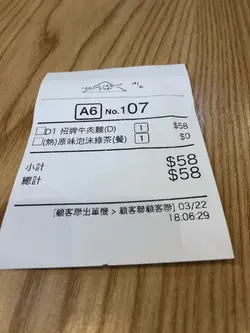 A6 No.107
D1 招牌牛肉麵(D) 1 $58
(熱)原味泡沫綠茶(餐) 1 $0
小計 $58
總計 $58
[顧客聯出單機 > 顧客聯顧客聯] 03/22
18:06:29